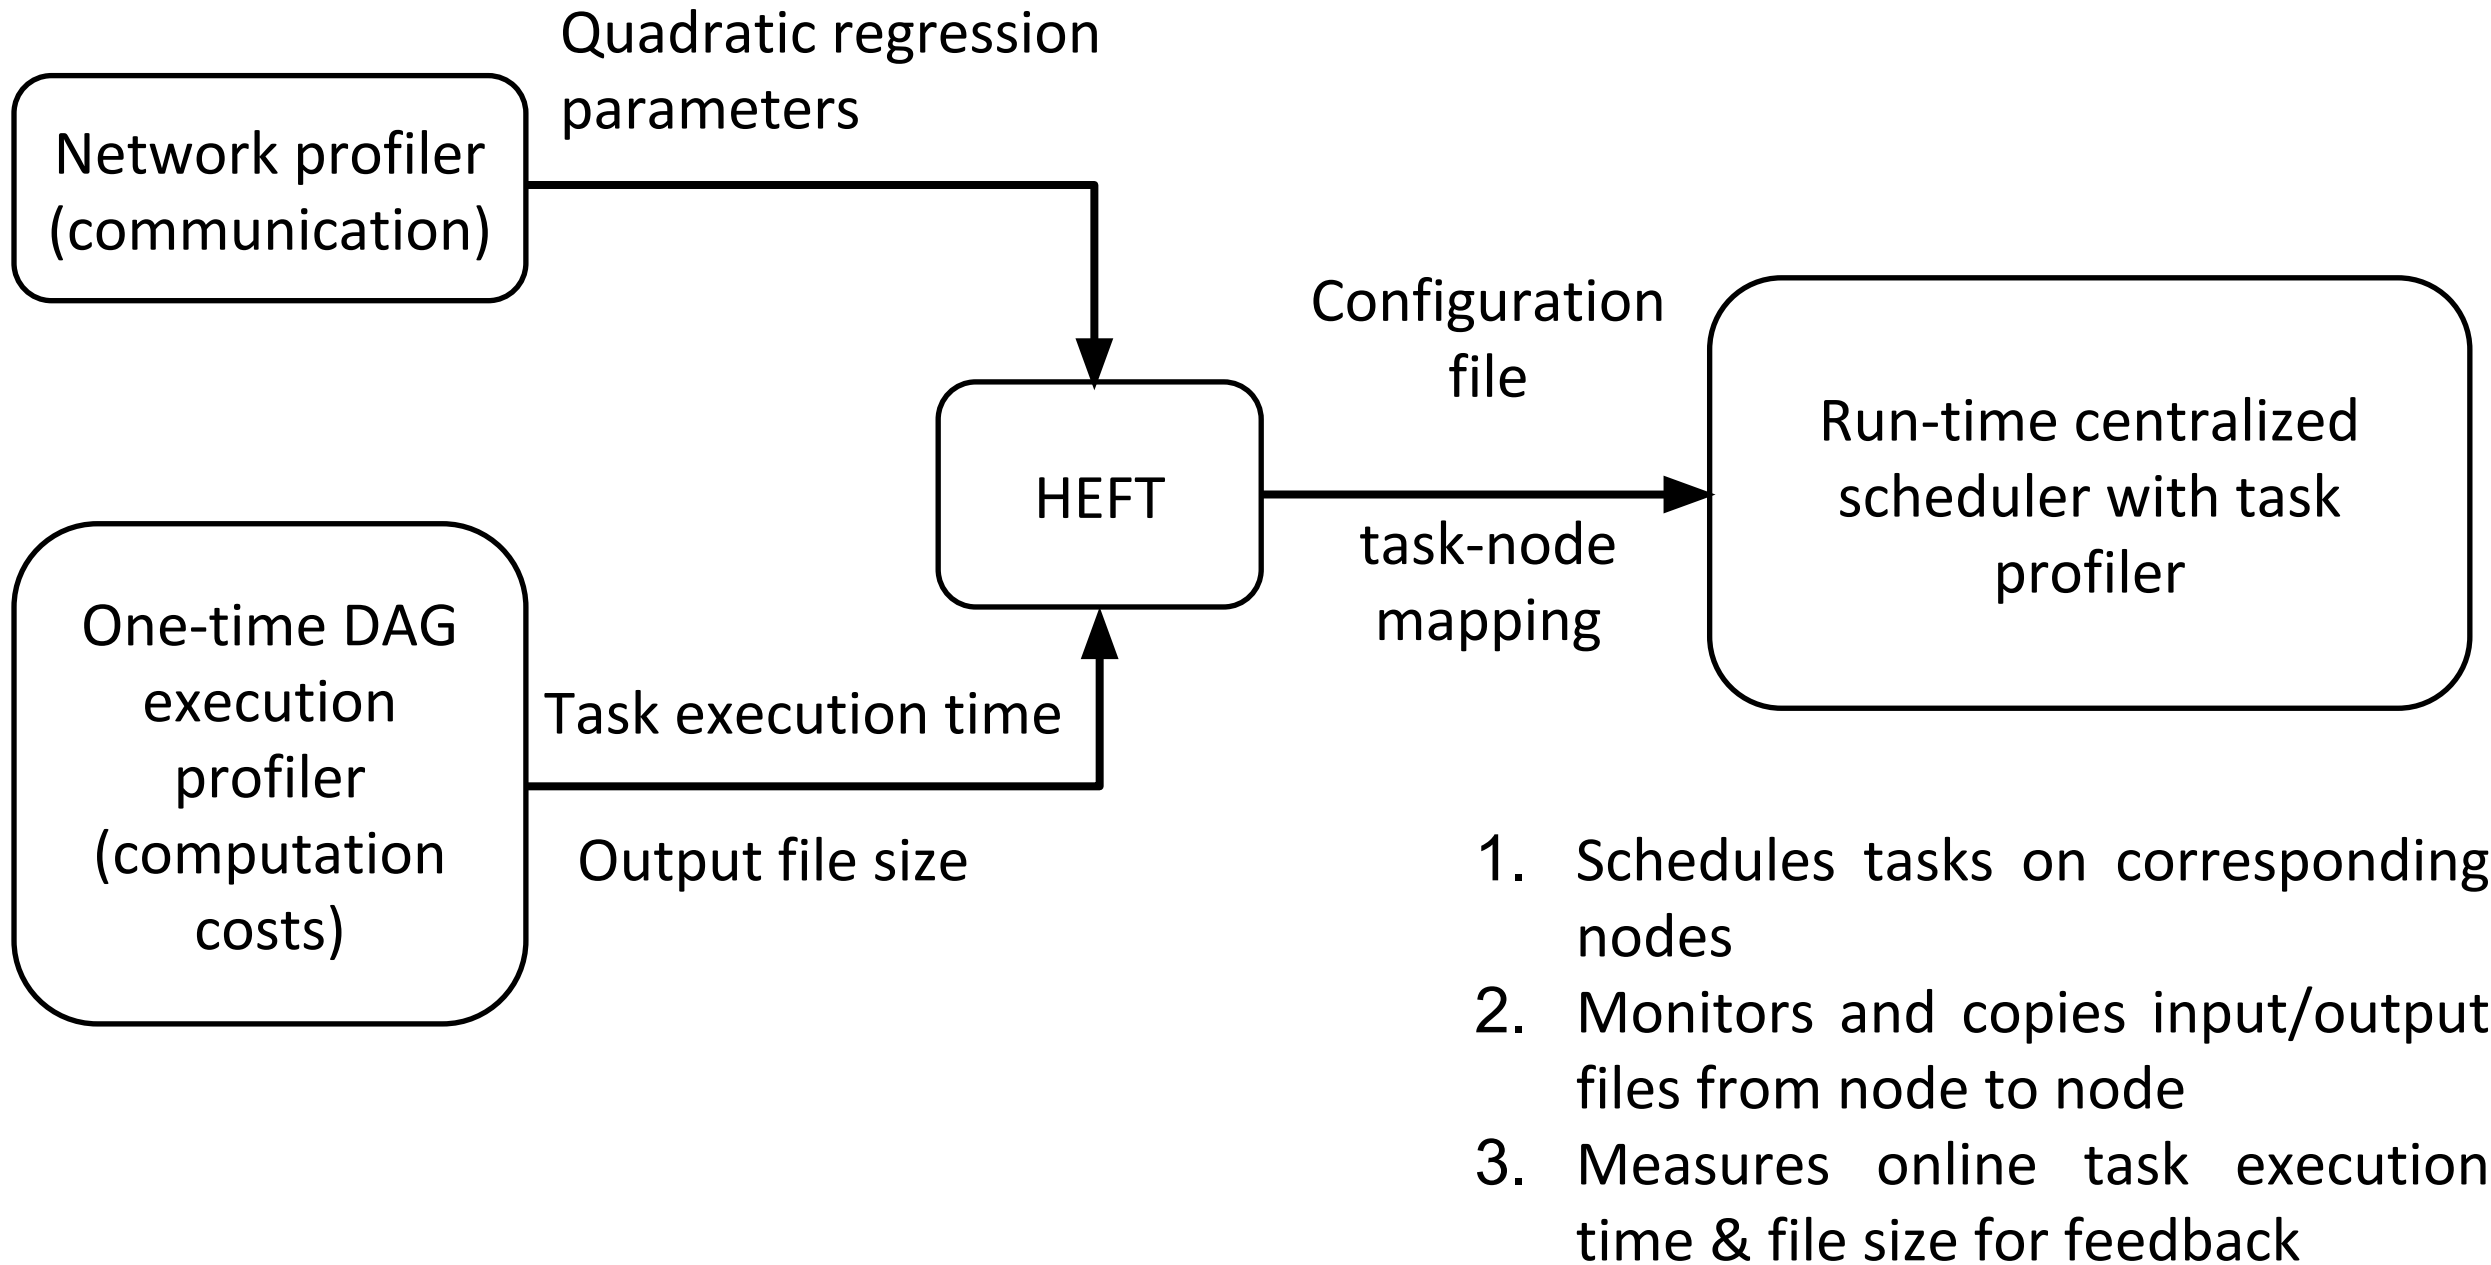 Quadratic regression
parameters
Network profiler
(communication)
Configuration
file
Run-time centralized
scheduler with task
profiler
HEFT
task-node
mapping
One-time DAG
execution
profiler
(computation
costs)
Task execution time
Output file size
1. Schedules tasks on corresponding
nodes
2. Monitors and copies input/output
files from node to node
3. Measures online task execution
time & file size for feedback